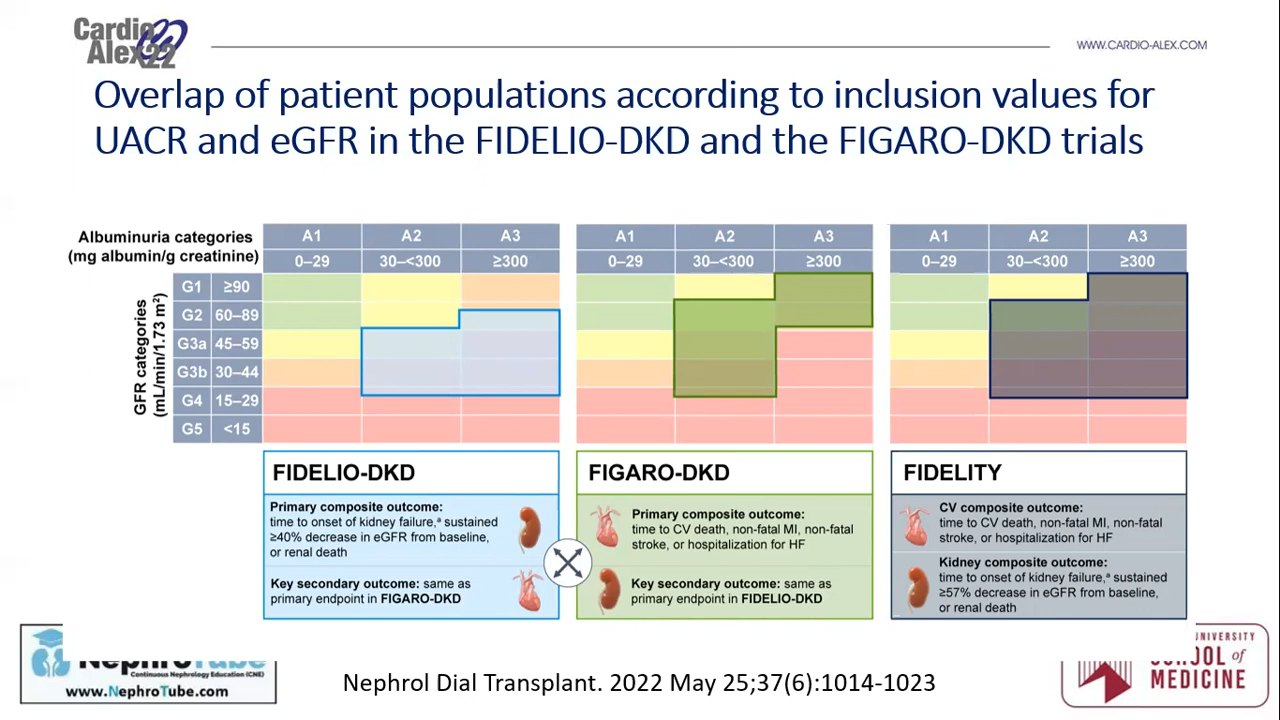 Cardio
Alex22
WWW.CARDIO-ALEX.COM
Overlap of patient populations according to inclusion values for
UACR and eGFR in the FIDELIO-DKD and the FIGARO-DKD trials
Albuminuria categories
(mg albumin/g creatinine)
A1 A2 A3
0–29 30–<300 ≥300
A1 A2 A3
0–29 30–<300 ≥300
A1 A2 A3
0–29 30–<300 ≥300
GFR categories
(mL/min/1.73 m²)
G1 ≥90
G2 60–89
G3a 45–59
G3b 30–44
G4 15–29
G5 <15
FIDELIO-DKD
Primary composite outcome:
time to onset of kidney failure,ᵃ sustained
≥40% decrease in eGFR from baseline,
or renal death
Key secondary outcome: same as
primary endpoint in FIGARO-DKD
FIGARO-DKD
Primary composite outcome:
time to CV death, non-fatal MI, non-fatal
stroke, or hospitalization for HF
Key secondary outcome: same as
primary endpoint in FIDELIO-DKD
FIDELITY
CV composite outcome:
time to CV death, non-fatal MI, non-fatal
stroke, or hospitalization for HF
Kidney composite outcome:
time to onset of kidney failure,ᵃ sustained
≥57% decrease in eGFR from baseline,
or renal death
NephroTube
Continuous Nephrology Education (CNE)
www.NephroTube.com
Nephrol Dial Transplant. 2022 May 25;37(6):1014-1023
UNIVERSITY
SCHOOL of
MEDICINE